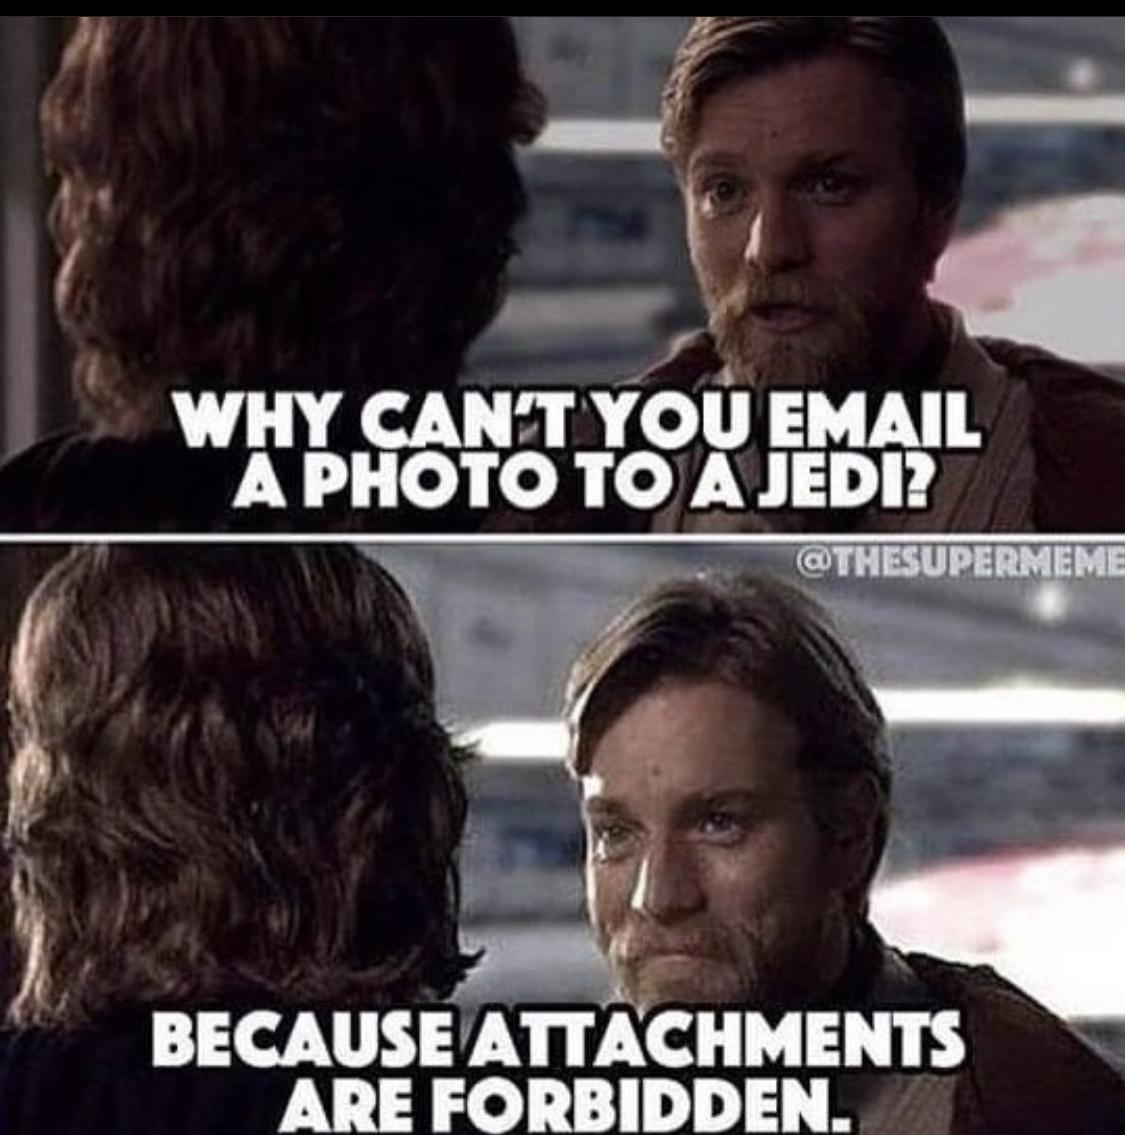 WHY CAN'T YOU EMAIL
A PHOTO TO A JEDI?
@THESUPERMEME
BECAUSE ATTACHMENTS
ARE FORBIDDEN.